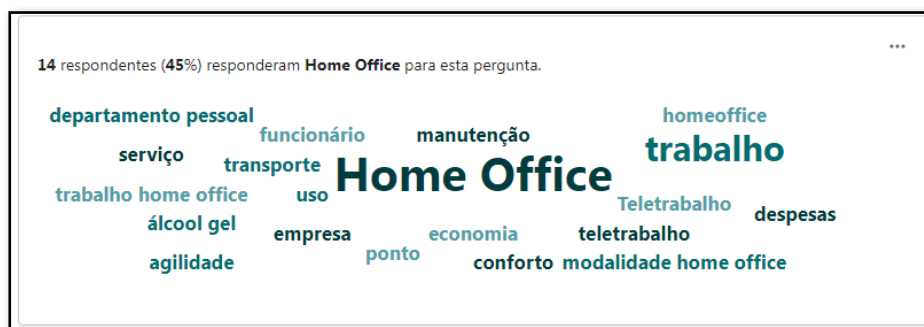 ...
14 respondentes (45%) responderam Home Office para esta pergunta.
departamento pessoal
homeoffice
funcionário
manutenção
trabalho
serviço
transporte
Home Office
trabalho home office
uso
Teletrabalho
despesas
álcool gel
empresa
economia
teletrabalho
ponto
agilidade
conforto
modalidade home office